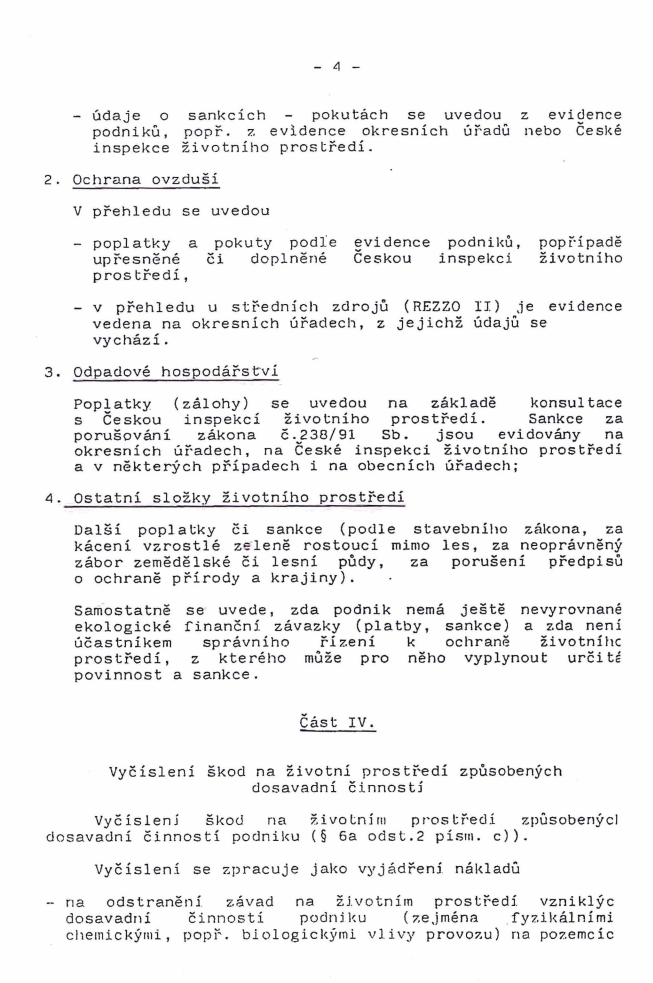 - 4 -
- údaje o sankcích - pokutách se uvedou z evidence
podniků, popř. z evidence okresních úřadů nebo České
inspekce životního prostředí.
2. Ochrana ovzduší
V přehledu se uvedou
- poplatky a pokuty podle evidence podniků, popřípadě
upřesněné či doplněné Českou inspekcí životního
prostředí,
- v přehledu u středních zdrojů (REZZO II) je evidence
vedena na okresních úřadech, z jejichž údajů se
vychází.
3. Odpadové hospodářství
Poplatky (zálohy) se uvedou na základě konsultace
s Českou inspekcí životního prostředí. Sankce za
porušování zákona č.238/91 Sb. jsou evidovány na
okresních úřadech, na České inspekci životního prostředí
a v některých případech i na obecních úřadech;
4. Ostatní složky životního prostředí
Další poplatky či sankce (podle stavebního zákona, za
kácení vzrostlé zeleně rostoucí mimo les, za neoprávněný
zábor zemědělské či lesní půdy, za porušení předpisů
o ochraně přírody a krajiny).
Samostatně se uvede, zda podnik nemá ještě nevyrovnané
ekologické finanční závazky (platby, sankce) a zda není
účastníkem správního řízení k ochraně životníhc
prostředí, z kterého může pro něho vyplynout určitá
povinnost a sankce.
Část IV.
Vyčíslení škod na životní prostředí způsobených
dosavadní činností
Vyčíslení škod na životním prostředí způsobenýcl
dosavadní činností podniku (§ 6a odst.2 písm. c)).
Vyčíslení se zpracuje jako vyjádření nákladů
- na odstranění závad na životním prostředí vzniklýc
dosavadní činností podniku (zejména fyzikálními
chemickými, popř. biologickými vlivy provozu) na pozemcíc